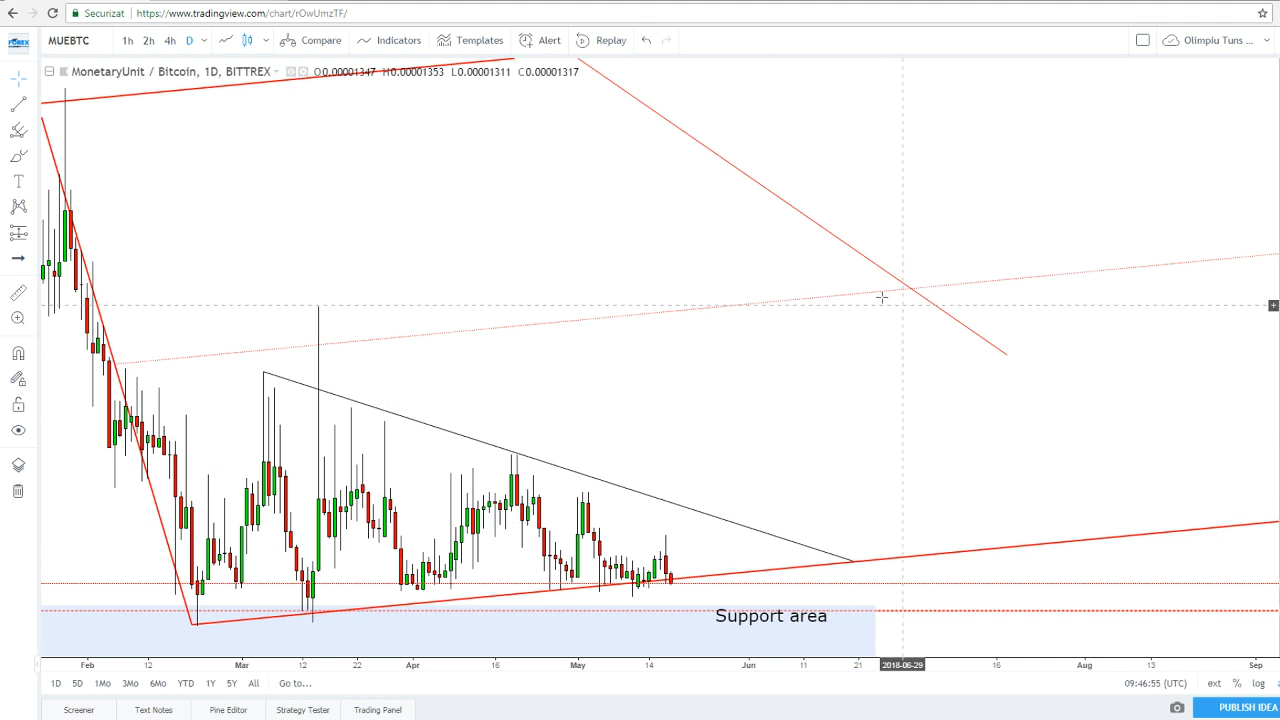 Securizat https://www.tradingview.com/chart/rOwUmzTF/
FOREX MUEBTC 1h 2h 4h D Compare Indicators Templates Alert Replay Olimpiu Tuns ...
MonetaryUnit / Bitcoin, 1D, BITTREX O0.00001347 H0.00001353 L0.00001311 C0.00001317
Support area
Feb 12 Mar 12 22 Apr 16 May 14 Jun 11 21 2018-06-29 16 Aug 13 Sep
1D 5D 1Mo 3Mo 6Mo YTD 1Y 5Y All Go to... 09:46:55 (UTC) ext % log
Screener Text Notes Pine Editor Strategy Tester Trading Panel PUBLISH IDEA